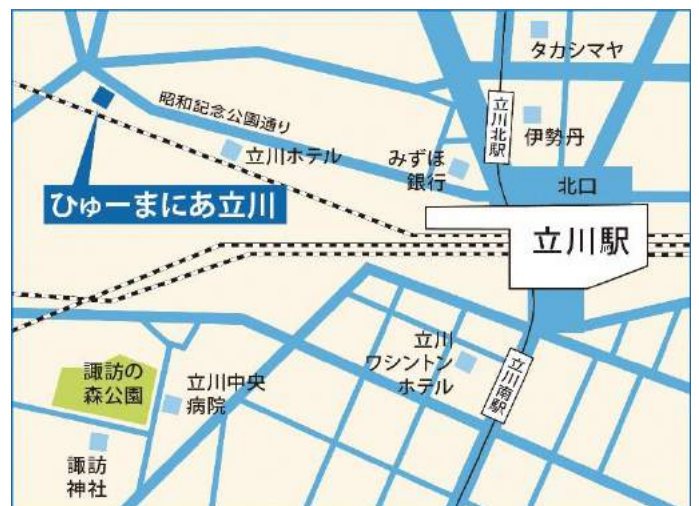 タカシマヤ
立川北駅
伊勢丹
昭和記念公園通り
立川ホテル
みずほ
銀行
北口
ひゅーまにあ立川
立川駅
立川
ワシントン
ホテル
立川南駅
諏訪の
森公園
立川中央
病院
諏訪
神社